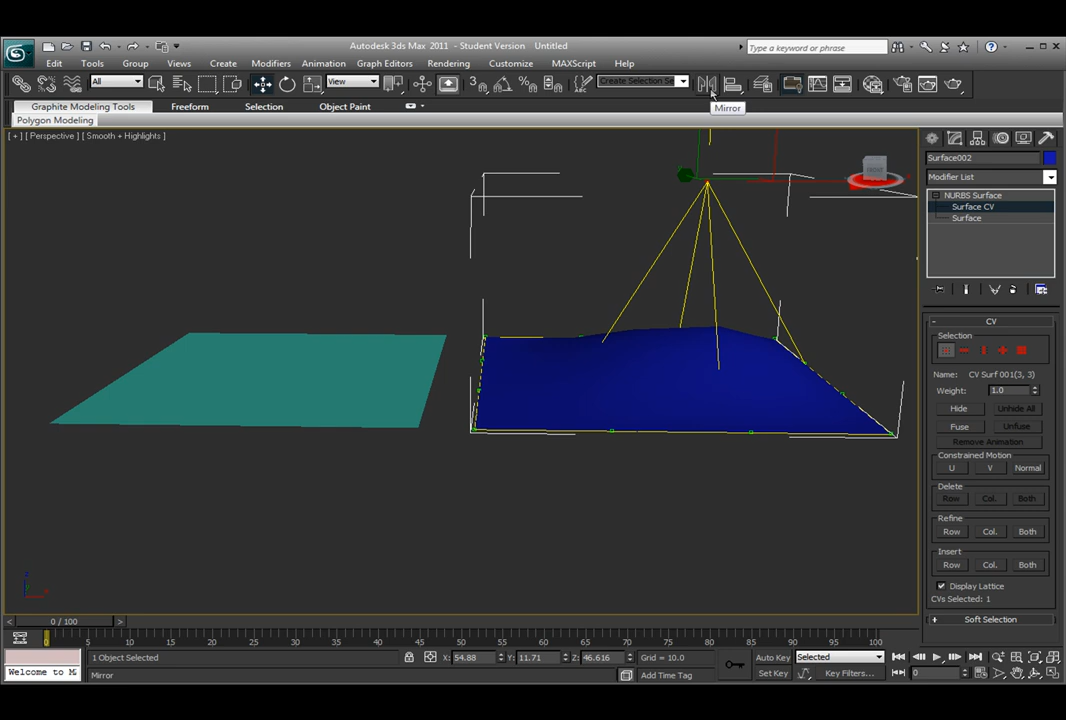 Autodesk 3ds Max 2011 - Student Version Untitled
Type a keyword or phrase
Edit Tools Group Views Create Modifiers Animation Graph Editors Rendering Customize MAXScript Help
All View 3 Create Selection Se
Graphite Modeling Tools Freeform Selection Object Paint
Mirror
Polygon Modeling
[ + ] [ Perspective ] [ Smooth + Highlights ]
Surface002
Modifier List
NURBS Surface
Surface CV
Surface
CV
Selection
Name: CV Surf 001(3, 3)
Weight: 1.0
Hide Unhide All
Fuse Unfuse
Remove Animation
Constrained Motion
U V Normal
Delete
Row Col. Both
Refine
Row Col. Both
Insert
Row Col. Both
Display Lattice
CVs Selected: 1
Soft Selection
0 / 100
0 5 10 15 20 25 30 35 40 45 50 55 60 65 70 75 80 85 90 95 100
1 Object Selected X: 54.88 Y: 11.71 Z: 46.616 Grid = 10.0 Auto Key Selected
Welcome to M Mirror Add Time Tag Set Key Key Filters... 0